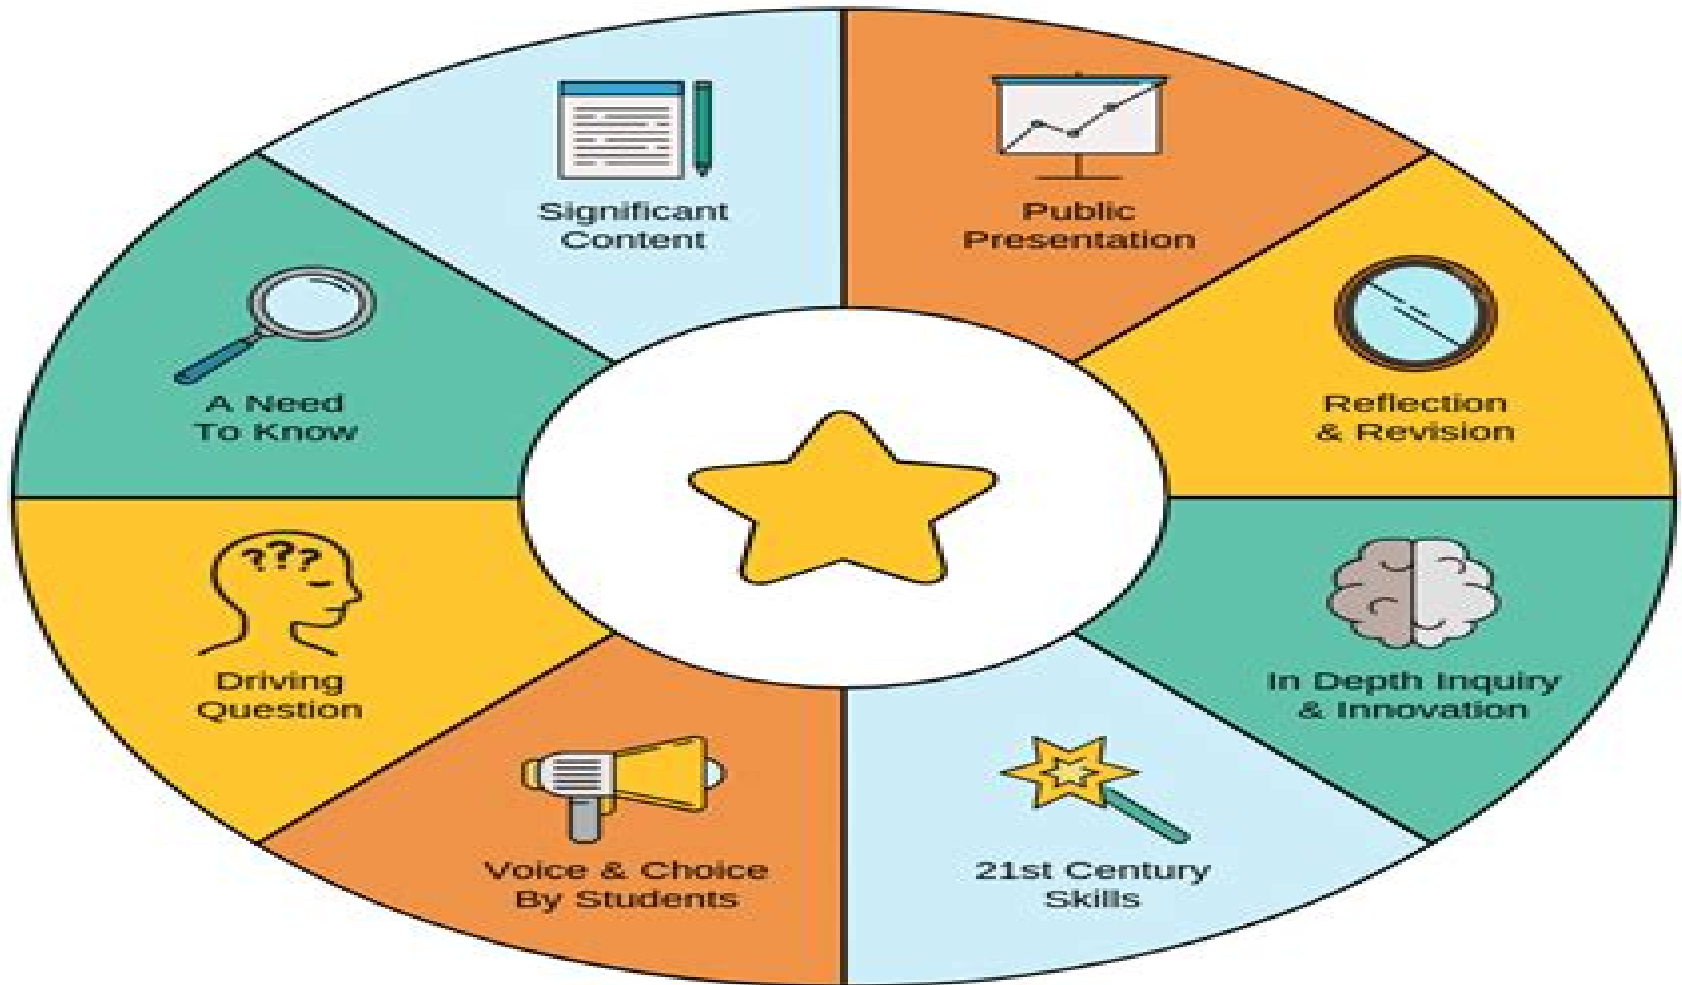 Significant
Content
Public
Presentation
A Need
To Know
Reflection
& Revision
???
Driving
Question
In Depth Inquiry
& Innovation
Voice & Choice
By Students
21st Century
Skills